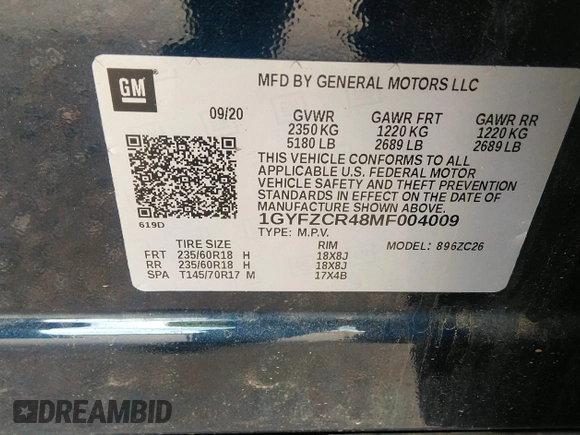 GM
MFD BY GENERAL MOTORS LLC
09/20 GVWR GAWR FRT GAWR RR
2350 KG 1220 KG 1220 KG
5180 LB 2689 LB 2689 LB
THIS VEHICLE CONFORMS TO ALL
APPLICABLE U.S. FEDERAL MOTOR
VEHICLE SAFETY AND THEFT PREVENTION
STANDARDS IN EFFECT ON THE DATE OF
MANUFACTURE SHOWN ABOVE.
619D
1GYFZCR48MF004009
TYPE: M.P.V. MODEL: 896ZC26
TIRE SIZE RIM
FRT 235/60R18 H 18X8J
RR 235/60R18 H 18X8J
SPA T145/70R17 M 17X4B
DREAMBID